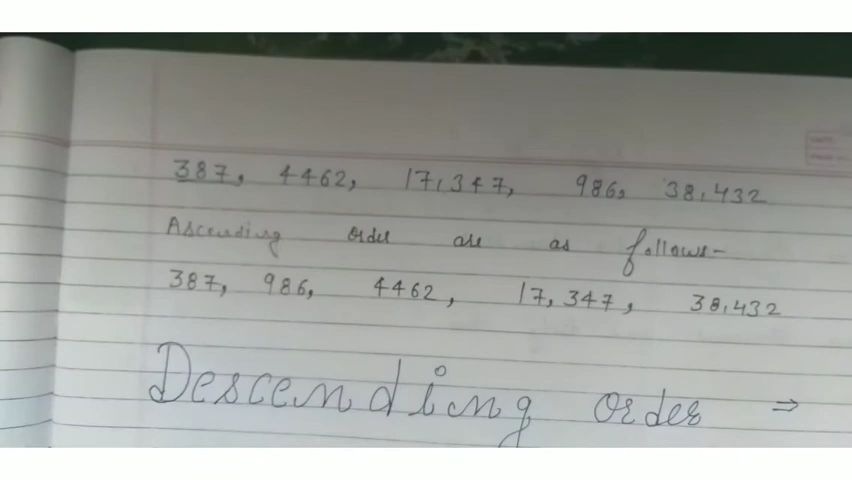 387, 4462, 17,347, 986, 38,432
Ascending order are as follows-
387, 986, 4462, 17,347, 38,432
Descending order ⇒